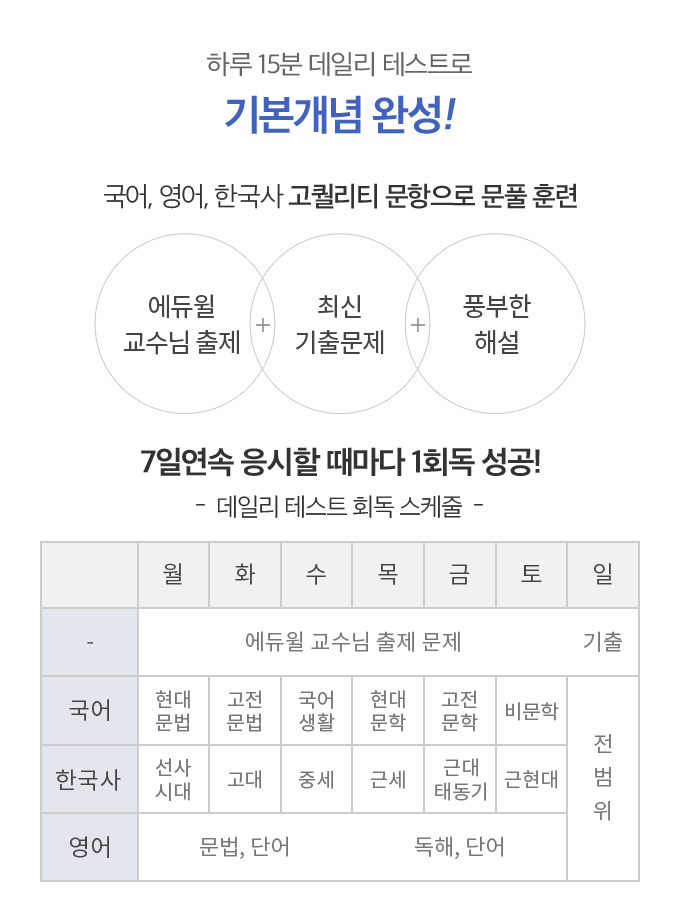 하루 15분 데일리 테스트로
기본개념 완성!
국어, 영어, 한국사 고퀄리티 문항으로 문풀 훈련
에듀윌
교수님 출제
+
최신
기출문제
+
풍부한
해설
7일연속 응시할 때마다 1회독 성공!
- 데일리 테스트 회독 스케줄 -
월 화 수 목 금 토 일
- 에듀윌 교수님 출제 문제 기출
국어
현대
문법
고전
문법
국어
생활
현대
문학
고전
문학
비문학
전
범
위
한국사
선사
시대
고대
중세
근세
근대
태동기
근현대
영어
문법, 단어
독해, 단어